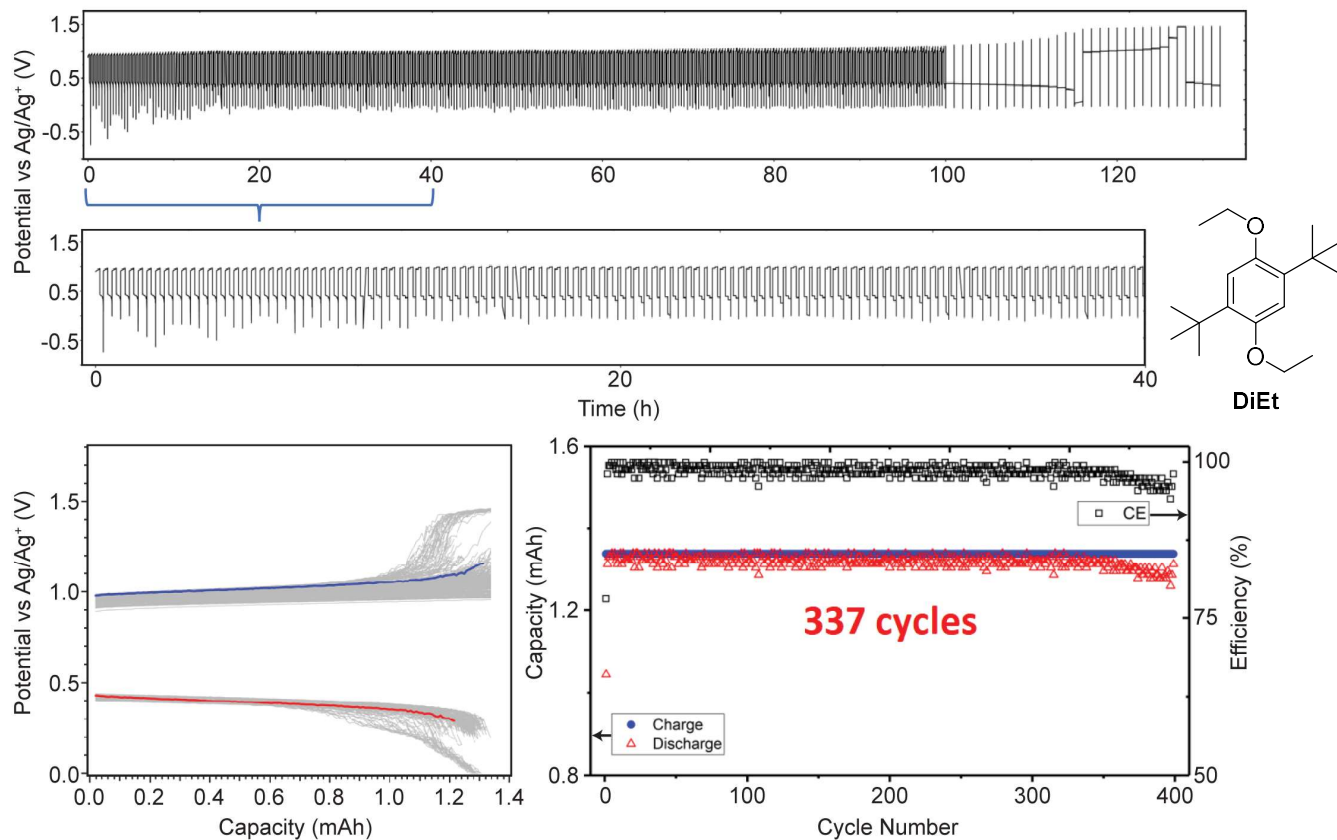 Potential vs Ag/Ag⁺ (V)
1.5
0.5
-0.5
0 20 40 60 80 100 120
1.5
0.5
-0.5
0 20 40
Time (h)
O
O
DiEt
Potential vs Ag/Ag⁺ (V)
1.5
1.0
0.5
0.0
0.0 0.2 0.4 0.6 0.8 1.0 1.2 1.4
Capacity (mAh)
Capacity (mAh)
1.6
1.2
0.8
CE
337 cycles
Charge
Discharge
100
75
50
Efficiency (%)
0 100 200 300 400
Cycle Number